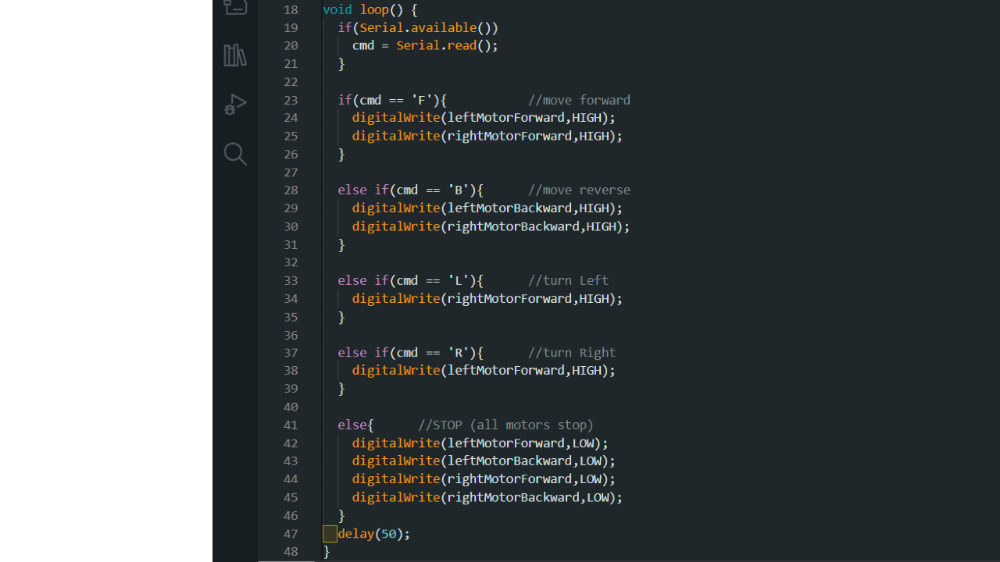 18 void loop() {
19 if(Serial.available())
20 cmd = Serial.read();
21 }
22
23 if(cmd == 'F'){ //move forward
24 digitalWrite(leftMotorForward,HIGH);
25 digitalWrite(rightMotorForward,HIGH);
26 }
27
28 else if(cmd == 'B'){ //move reverse
29 digitalWrite(leftMotorBackward,HIGH);
30 digitalWrite(rightMotorBackward,HIGH);
31 }
32
33 else if(cmd == 'L'){ //turn Left
34 digitalWrite(rightMotorForward,HIGH);
35 }
36
37 else if(cmd == 'R'){ //turn Right
38 digitalWrite(leftMotorForward,HIGH);
39 }
40
41 else{ //STOP (all motors stop)
42 digitalWrite(leftMotorForward,LOW);
43 digitalWrite(leftMotorBackward,LOW);
44 digitalWrite(rightMotorForward,LOW);
45 digitalWrite(rightMotorBackward,LOW);
46 }
47 delay(50);
48 }